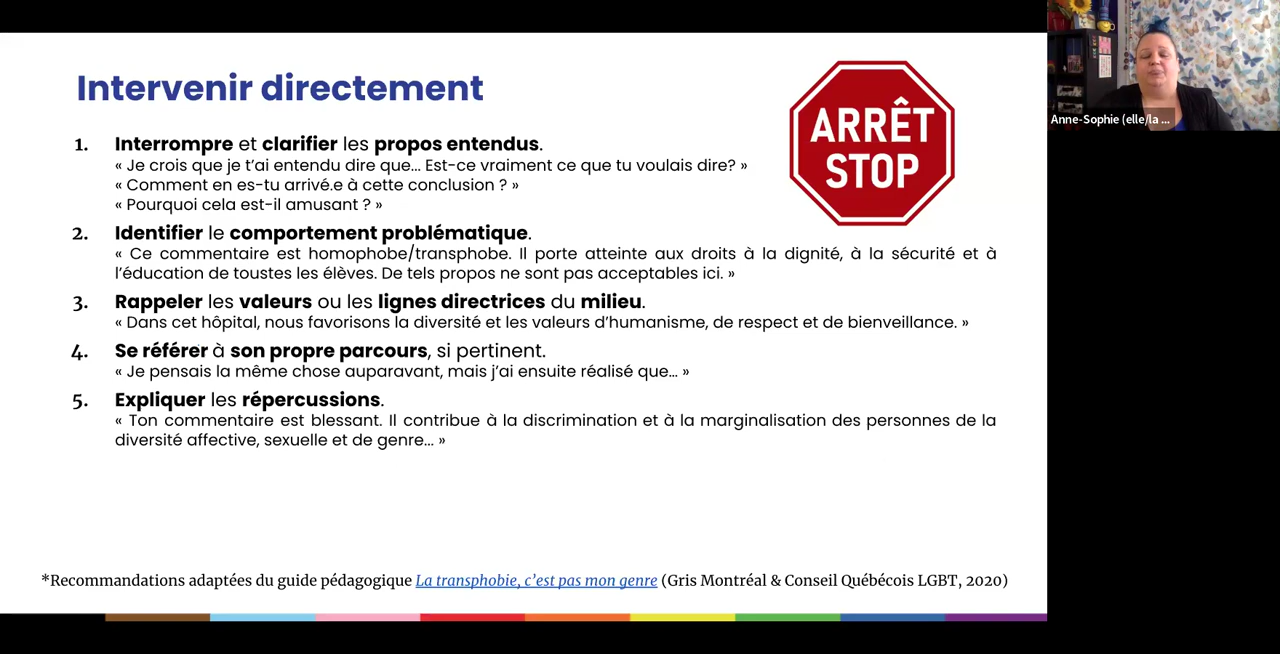 Intervenir directement
ARRÊT
STOP
1. Interrompre et clarifier les propos entendus.
« Je crois que je t’ai entendu dire que... Est-ce vraiment ce que tu voulais dire? »
« Comment en es-tu arrivé.e à cette conclusion ? »
« Pourquoi cela est-il amusant ? »
2. Identifier le comportement problématique.
« Ce commentaire est homophobe/transphobe. Il porte atteinte aux droits à la dignité, à la sécurité et à
l’éducation de toustes les élèves. De tels propos ne sont pas acceptables ici. »
3. Rappeler les valeurs ou les lignes directrices du milieu.
« Dans cet hôpital, nous favorisons la diversité et les valeurs d’humanisme, de respect et de bienveillance. »
4. Se référer à son propre parcours, si pertinent.
« Je pensais la même chose auparavant, mais j’ai ensuite réalisé que... »
5. Expliquer les répercussions.
« Ton commentaire est blessant. Il contribue à la discrimination et à la marginalisation des personnes de la
diversité affective, sexuelle et de genre... »
*Recommandations adaptées du guide pédagogique La transphobie, c’est pas mon genre (Gris Montréal & Conseil Québécois LGBT, 2020)
Anne-Sophie (elle/la ...